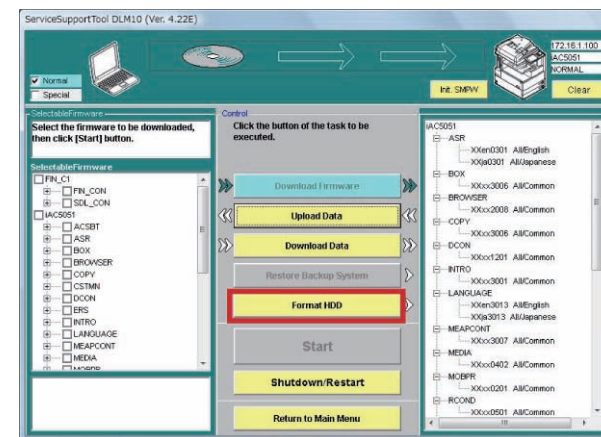 ServiceSupportTool DLM10 (Ver. 4.22E)
Normal
Special
Init. SMPW
172.16.1.100
iAC5051
NORMAL
Clear
SelectableFirmware
Select the firmware to be downloaded,
then click [Start] button.
SelectableFirmware
FIN_C1
FIN_CON
SDL_CON
iAC5051
ACSBT
ASR
BOX
BROWSER
COPY
CSTMN
DCON
ERS
INTRO
LANGUAGE
MEAPCONT
MEDIA
MOBPR
Control
Click the button of the task to be
executed.
Download Firmware
Upload Data
Download Data
Restore Backup System
Format HDD
Start
Shutdown/Restart
Return to Main Menu
iAC5051
ASR
XXen0301 All/English
XXja0301 All/Japanese
BOX
XXxx3006 All/Common
BROWSER
XXxx2008 All/Common
COPY
XXxx3006 All/Common
DCON
XXxx1201 All/Common
INTRO
XXxx3001 All/Common
LANGUAGE
XXen3013 All/English
XXja3013 All/Japanese
MEAPCONT
XXxx3007 All/Common
MEDIA
XXxx0402 All/Common
MOBPR
XXxx0201 All/Common
RCOND
XXxx0501 All/Common